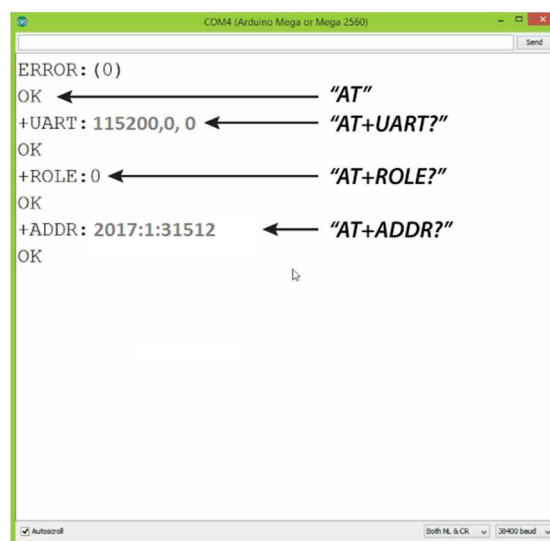 COM4 (Arduino Mega or Mega 2560)
Send
ERROR:(0)
OK "AT"
+UART: 115200,0, 0 "AT+UART?"
OK
+ROLE:0 "AT+ROLE?"
OK
+ADDR: 2017:1:31512 "AT+ADDR?"
OK
Autoscroll Both NL & CR 38400 baud